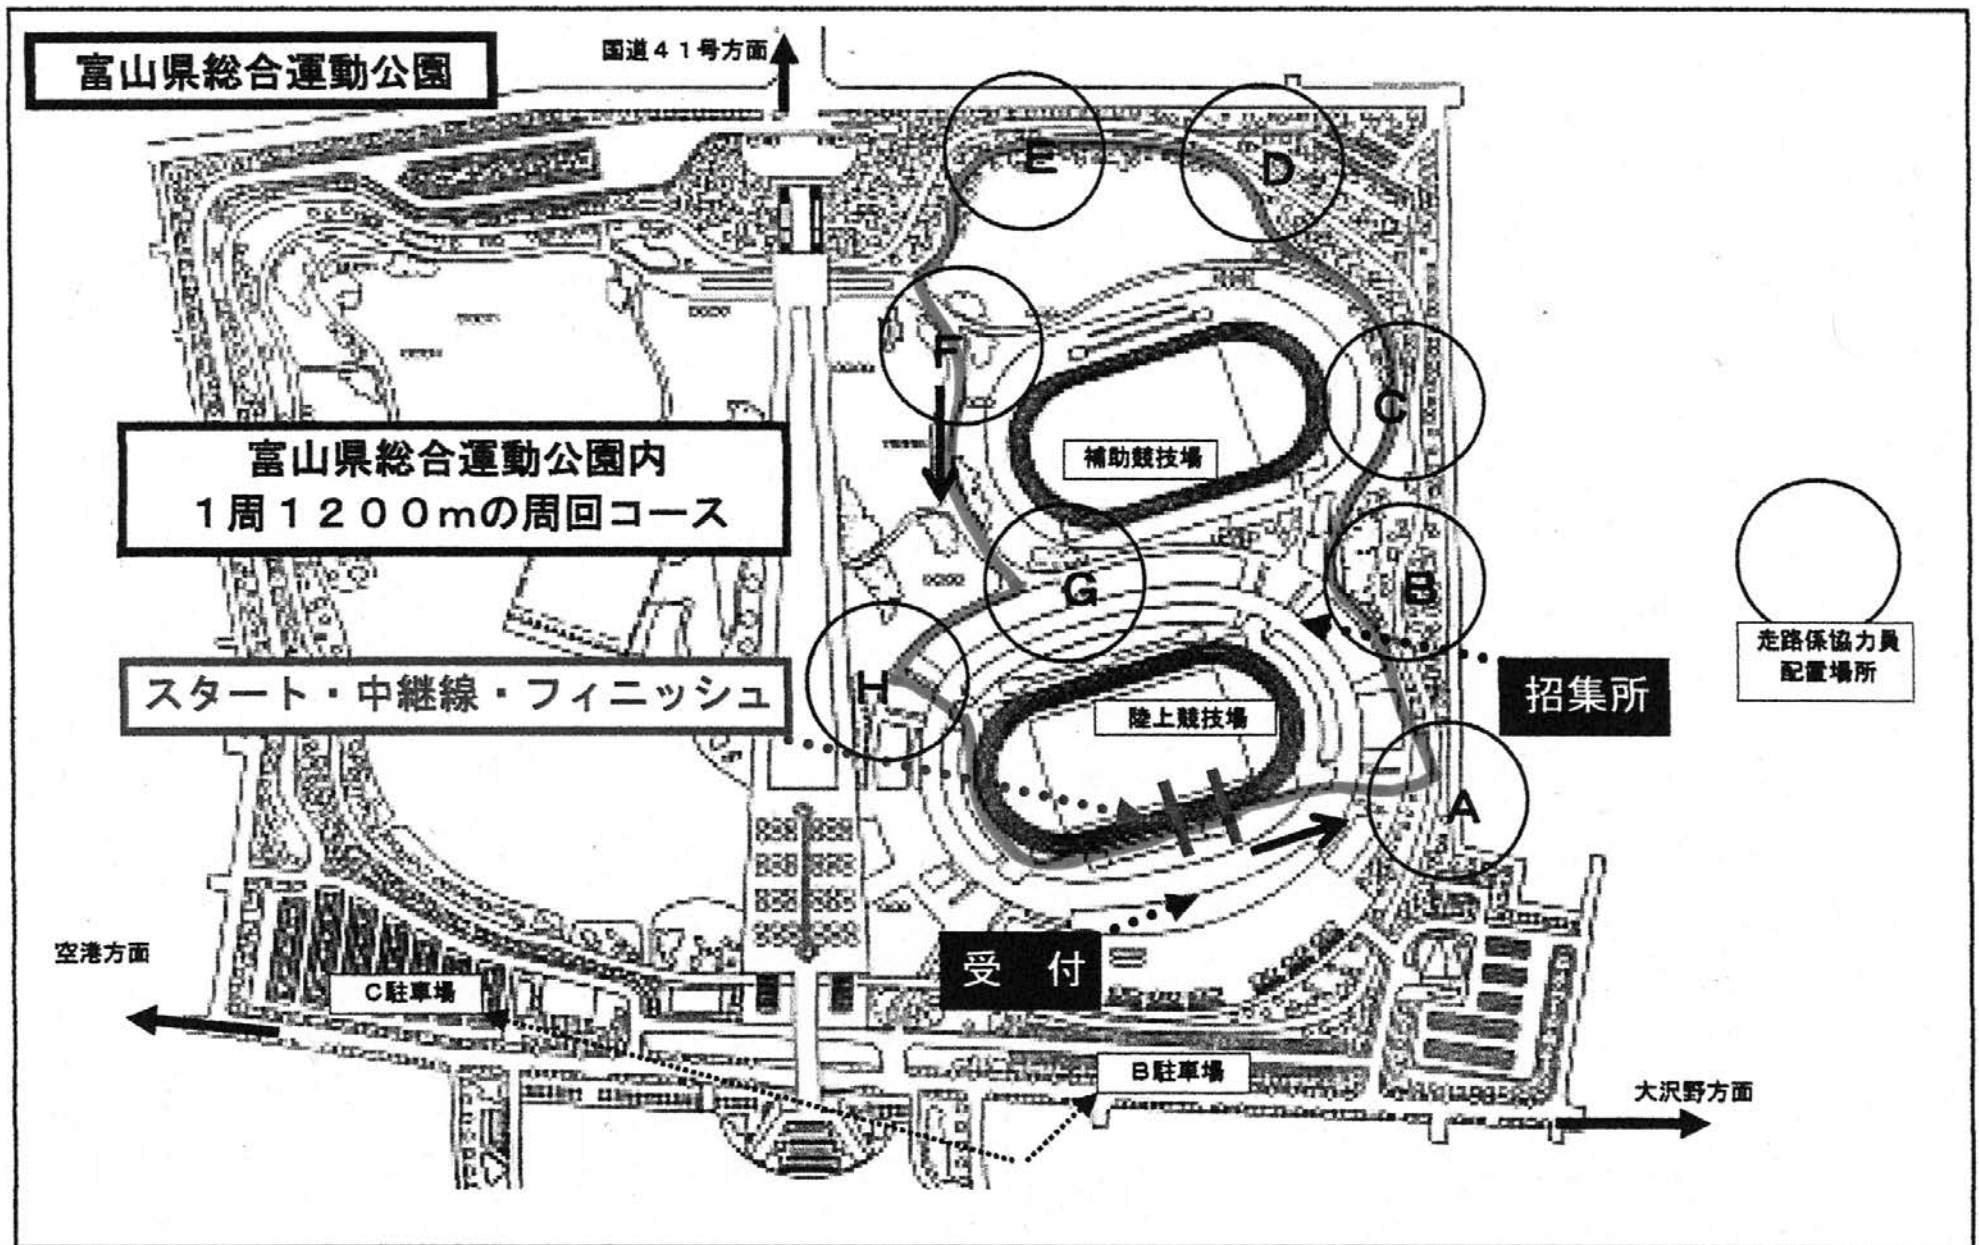 富山県総合運動公園
国道41号方面
E
D
F
C
補助競技場
富山県総合運動公園内
1周1200mの周回コース
G
B
走路係協力員
配置場所
スタート・中継線・フィニッシュ
H
陸上競技場
招集所
A
空港方面
C駐車場
受 付
B駐車場
大沢野方面